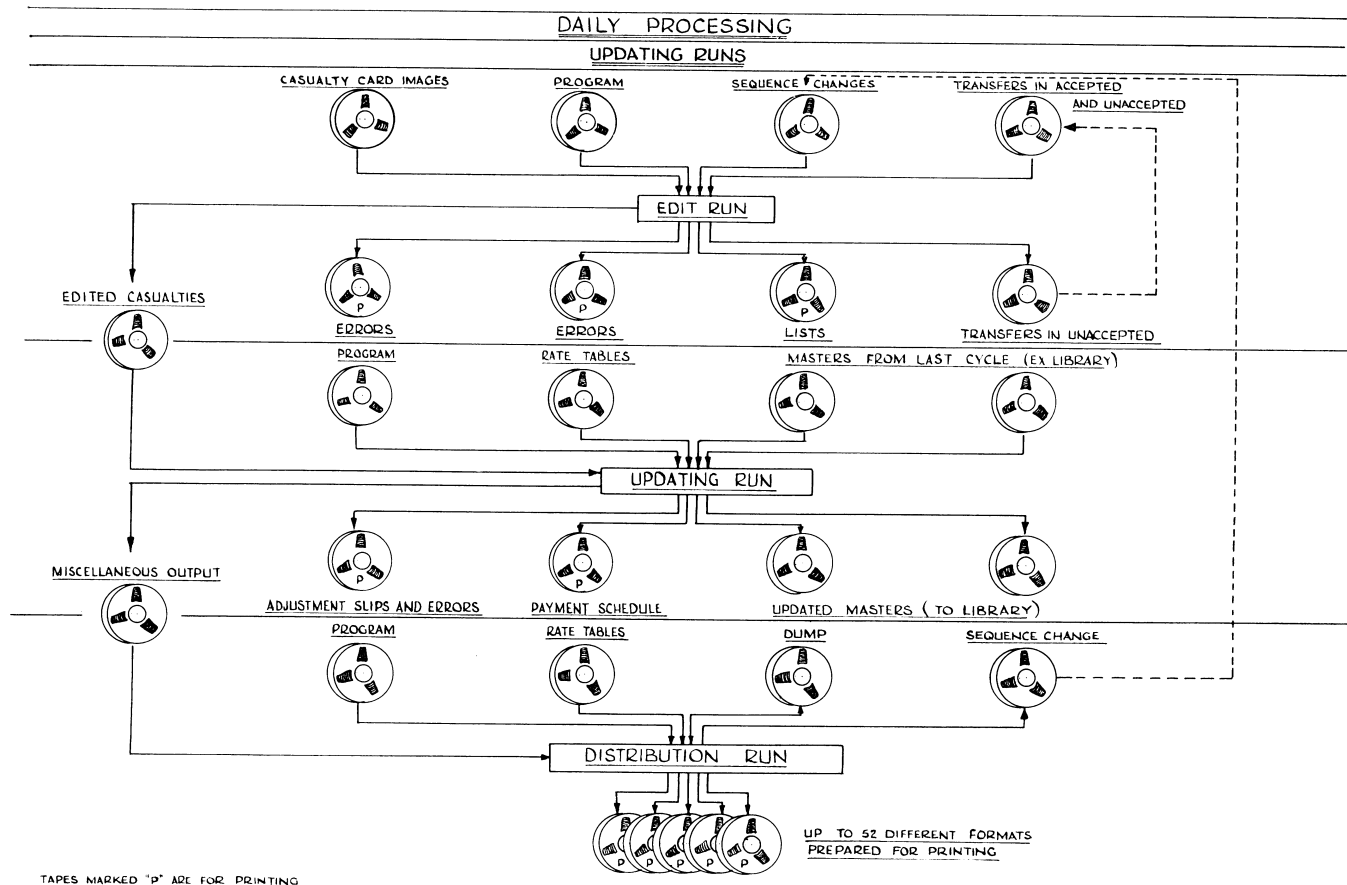 DAILY PROCESSING
UPDATING RUNS
CASUALTY CARD IMAGES
PROGRAM
SEQUENCE CHANGES
TRANSFERS IN ACCEPTED
AND UNACCEPTED
EDIT RUN
EDITED CASUALTIES
P
P
P
ERRORS
ERRORS
LISTS
TRANSFERS IN UNACCEPTED
PROGRAM
RATE TABLES
MASTERS FROM LAST CYCLE (EX LIBRARY)
UPDATING RUN
MISCELLANEOUS OUTPUT
P
P
ADJUSTMENT SLIPS AND ERRORS
PAYMENT SCHEDULE
UPDATED MASTERS (TO LIBRARY)
PROGRAM
RATE TABLES
DUMP
SEQUENCE CHANGE
DISTRIBUTION RUN
P P P P P
UP TO 52 DIFFERENT FORMATS
PREPARED FOR PRINTING
TAPES MARKED "P" ARE FOR PRINTING